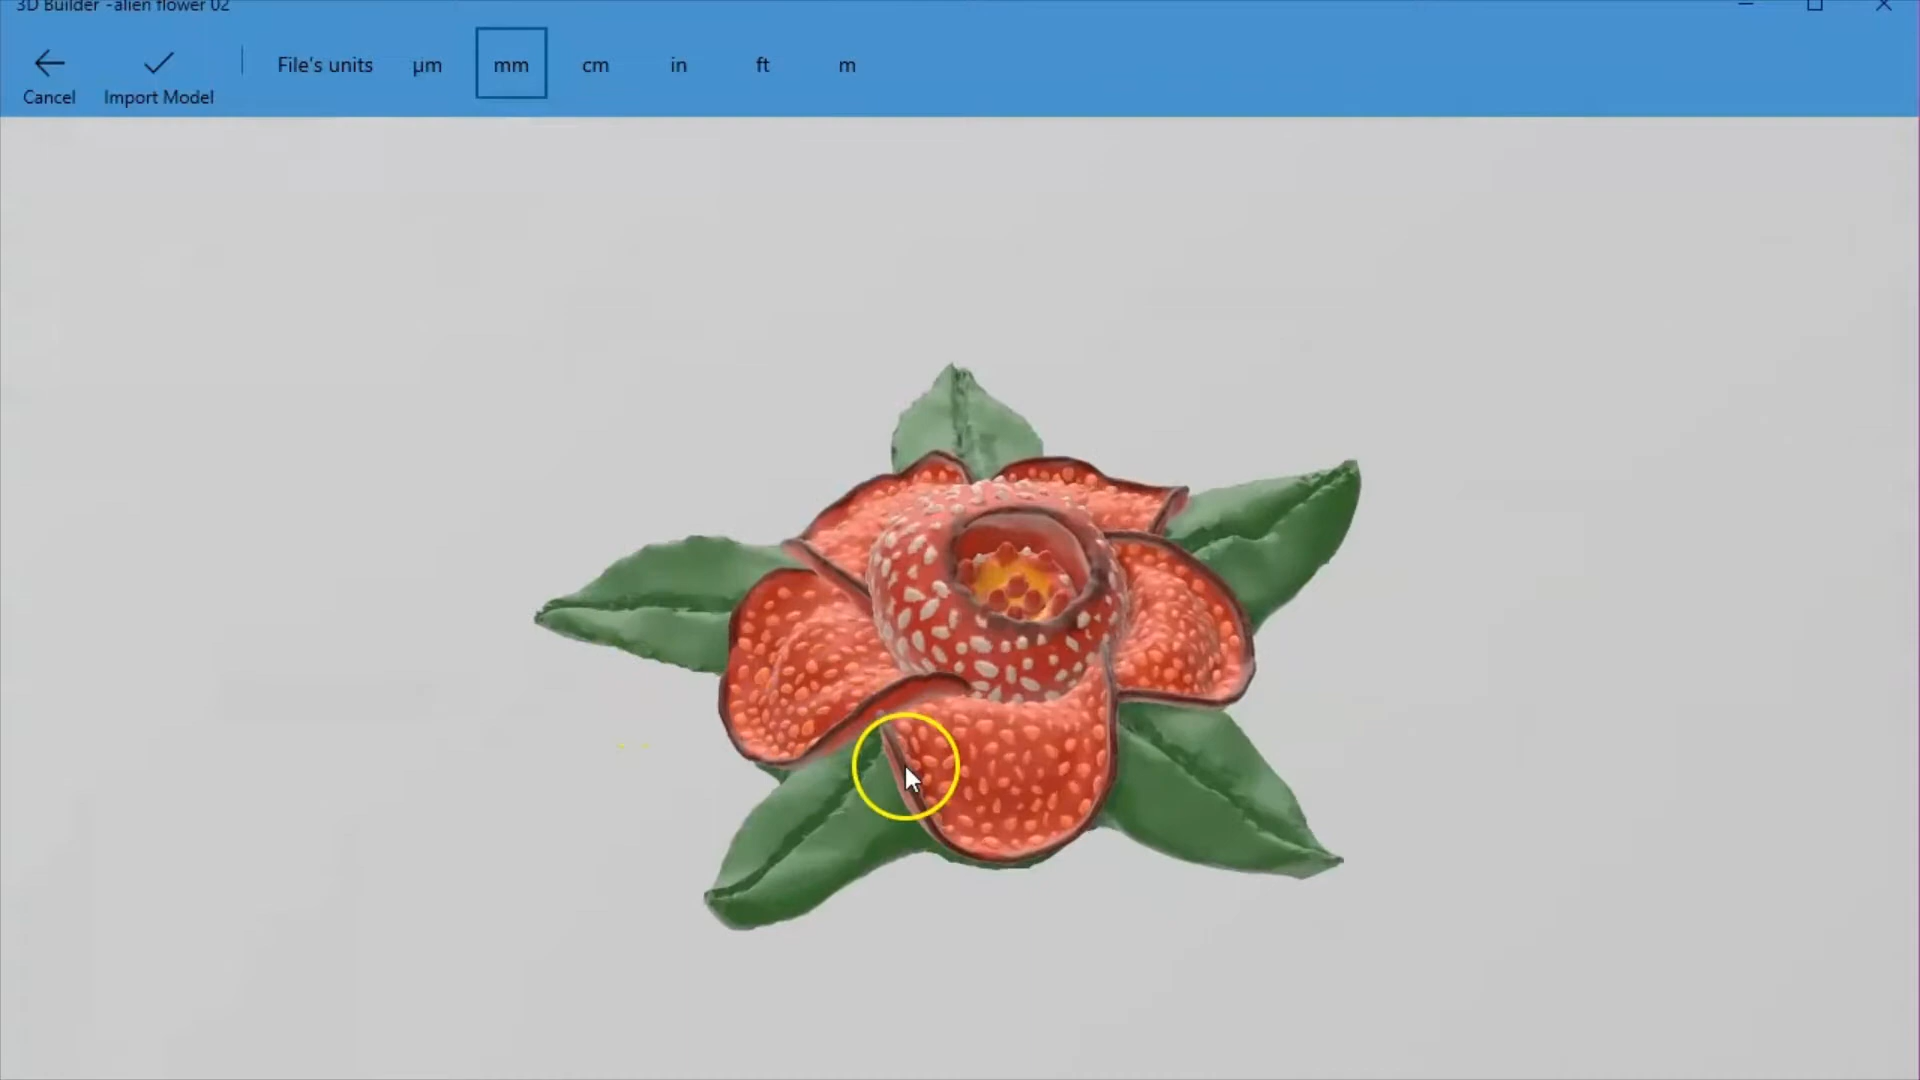 3D Builder -alien flower 02
File's units µm mm cm in ft m
Cancel Import Model